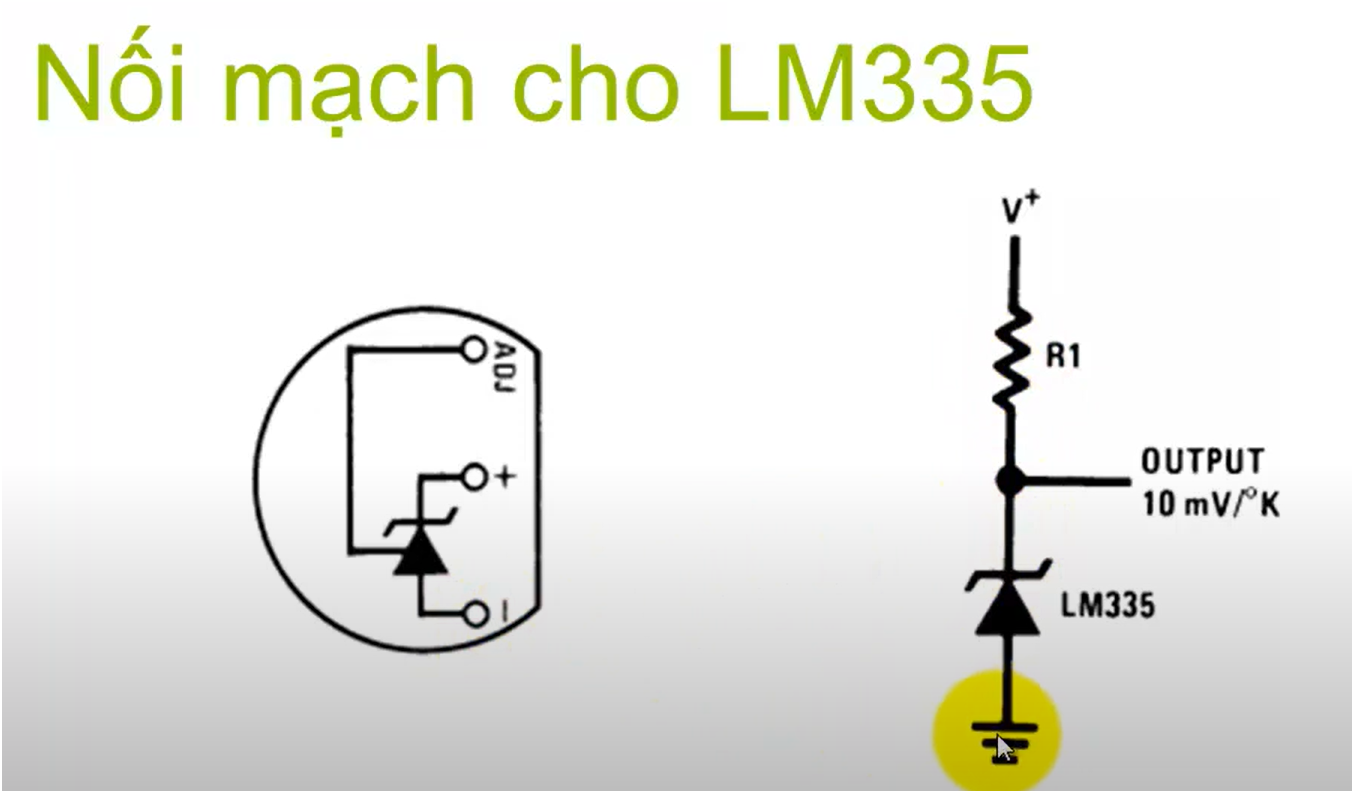 Nối mạch cho LM335
ADJ
+
−
V⁺
R1
OUTPUT
10 mV/°K
LM335